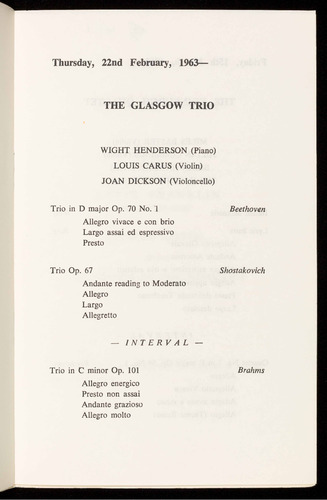 Thursday, 22nd February, 1963—
THE GLASGOW TRIO
WIGHT HENDERSON (Piano)
LOUIS CARUS (Violin)
JOAN DICKSON (Violoncello)
Trio in D major Op. 70 No. 1 Beethoven
Allegro vivace e con brio
Largo assai ed espressivo
Presto
Trio Op. 67 Shostakovich
Andante reading to Moderato
Allegro
Largo
Allegretto
— INTERVAL —
Trio in C minor Op. 101 Brahms
Allegro energico
Presto non assai
Andante grazioso
Allegro molto